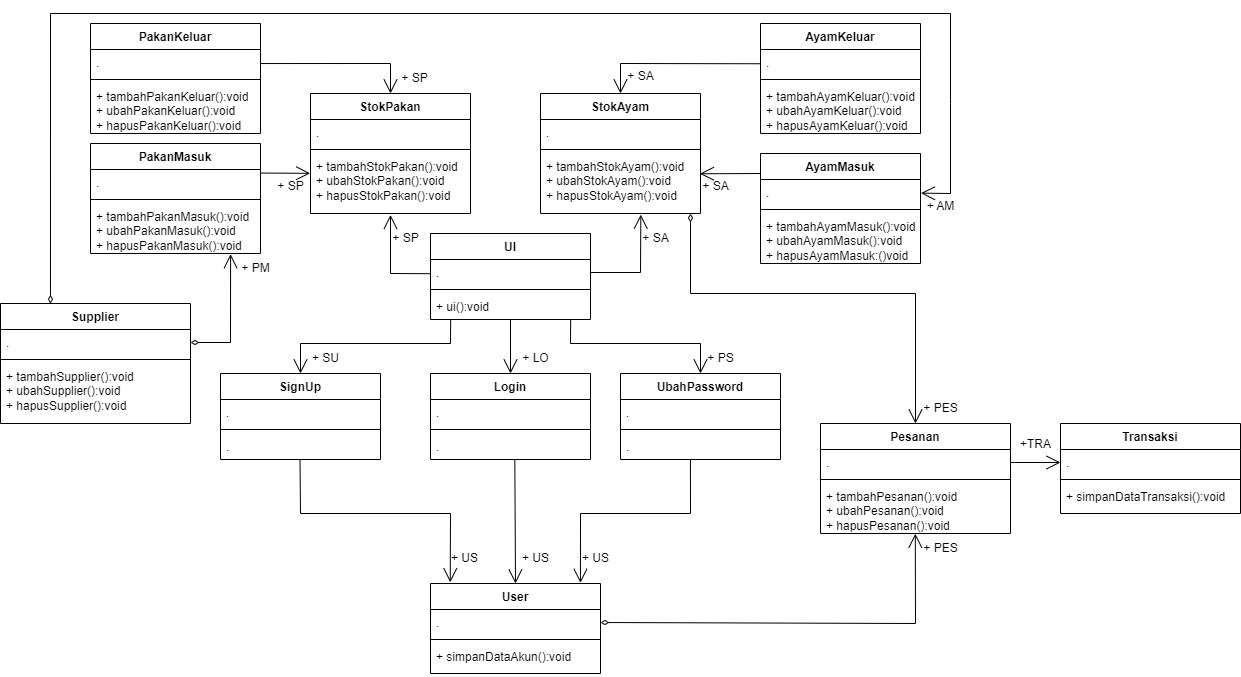 PakanKeluar
.
+ tambahPakanKeluar():void
+ ubahPakanKeluar():void
+ hapusPakanKeluar():void
AyamKeluar
.
+ tambahAyamKeluar():void
+ ubahAyamKeluar():void
+ hapusAyamKeluar():void
+ SP
+ SA
StokPakan
.
+ tambahStokPakan():void
+ ubahStokPakan():void
+ hapusStokPakan():void
StokAyam
.
+ tambahStokAyam():void
+ ubahStokAyam():void
+ hapusStokAyam():void
PakanMasuk
.
+ tambahPakanMasuk():void
+ ubahPakanMasuk():void
+ hapusPakanMasuk():void
+ SP
AyamMasuk
.
+ tambahAyamMasuk():void
+ ubahAyamMasuk():void
+ hapusAyamMasuk:()void
+ SA
+ AM
+ SP
+ SA
UI
.
+ ui():void
+ PM
Supplier
.
+ tambahSupplier():void
+ ubahSupplier():void
+ hapusSupplier():void
+ SU
+ LO
+ PS
SignUp
.
.
Login
.
.
UbahPassword
.
.
+ PES
Pesanan
.
+ tambahPesanan():void
+ ubahPesanan():void
+ hapusPesanan():void
+TRA
Transaksi
.
+ simpanDataTransaksi():void
+ PES
+ US
+ US
+ US
User
.
+ simpanDataAkun():void